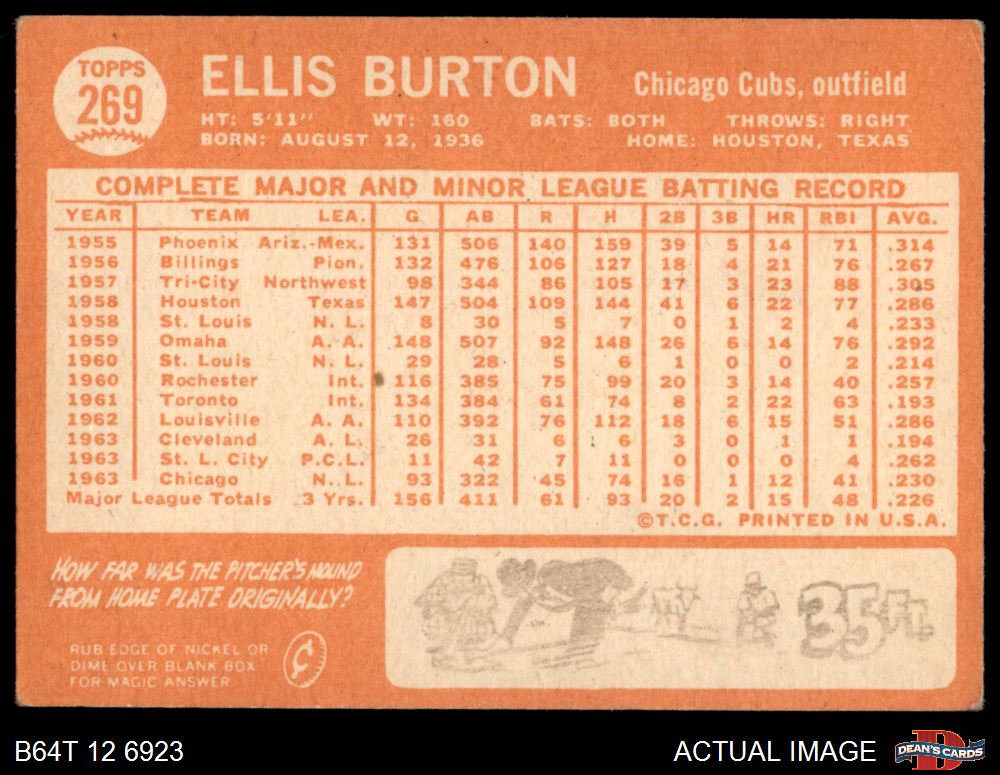 TOPPS
269
ELLIS BURTON
Chicago Cubs, outfield
HT: 5'11" WT: 160 BATS: BOTH THROWS: RIGHT
BORN: AUGUST 12, 1936 HOME: HOUSTON, TEXAS
COMPLETE MAJOR AND MINOR LEAGUE BATTING RECORD
YEAR TEAM LEA. G AB R H 2B 3B HR RBI AVG.
1955 Phoenix Ariz.-Mex. 131 506 140 159 39 5 14 71 .314
1956 Billings Pion. 132 476 106 127 18 4 21 76 .267
1957 Tri-City Northwest 98 344 86 105 17 3 23 88 .305
1958 Houston Texas 147 504 109 144 41 6 22 77 .286
1958 St. Louis N. L. 8 30 5 7 0 1 2 4 .233
1959 Omaha A. A. 148 507 92 148 26 6 14 76 .292
1960 St. Louis N. L. 29 28 5 6 1 0 0 2 .214
1960 Rochester Int. 116 385 75 99 20 3 14 40 .257
1961 Toronto Int. 134 384 61 74 8 2 22 63 .193
1962 Louisville A. A. 110 392 76 112 18 6 15 51 .286
1963 Cleveland A. L. 26 31 6 6 3 0 1 1 .194
1963 St. L. City P.C.L. 11 42 7 11 0 0 0 4 .262
1963 Chicago N.. L. 93 322 45 74 16 1 12 41 .230
Major League Totals 3 Yrs. 156 411 61 93 20 2 15 48 .226
©T.C.G. PRINTED IN U.S.A.
HOW FAR WAS THE PITCHER'S MOUND
FROM HOME PLATE ORIGINALLY?
RUB EDGE OF NICKEL OR
DIME OVER BLANK BOX
FOR MAGIC ANSWER
¢
35 FT.
B64T 12 6923
ACTUAL IMAGE
D
DEAN'S CARDS